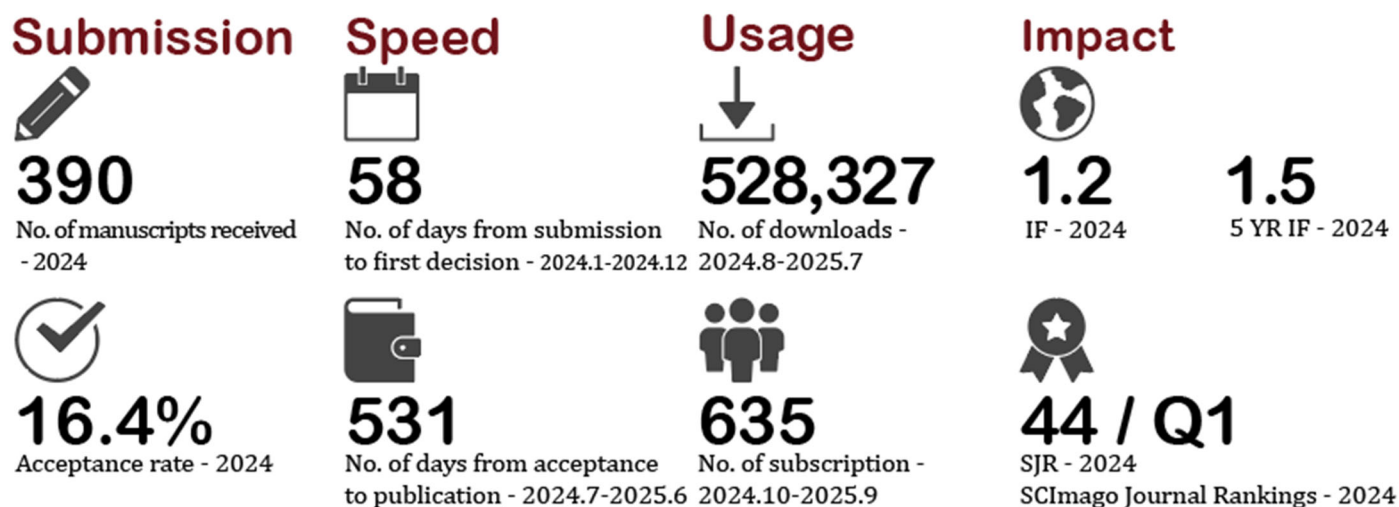 Submission
390
No. of manuscripts received
- 2024
16.4%
Acceptance rate - 2024
Speed
58
No. of days from submission
to first decision - 2024.1-2024.12
531
No. of days from acceptance
to publication - 2024.7-2025.6
Usage
528,327
No. of downloads -
2024.8-2025.7
635
No. of subscription -
2024.10-2025.9
Impact
1.2
IF - 2024
1.5
5 YR IF - 2024
44 / Q1
SJR - 2024
SCImago Journal Rankings - 2024